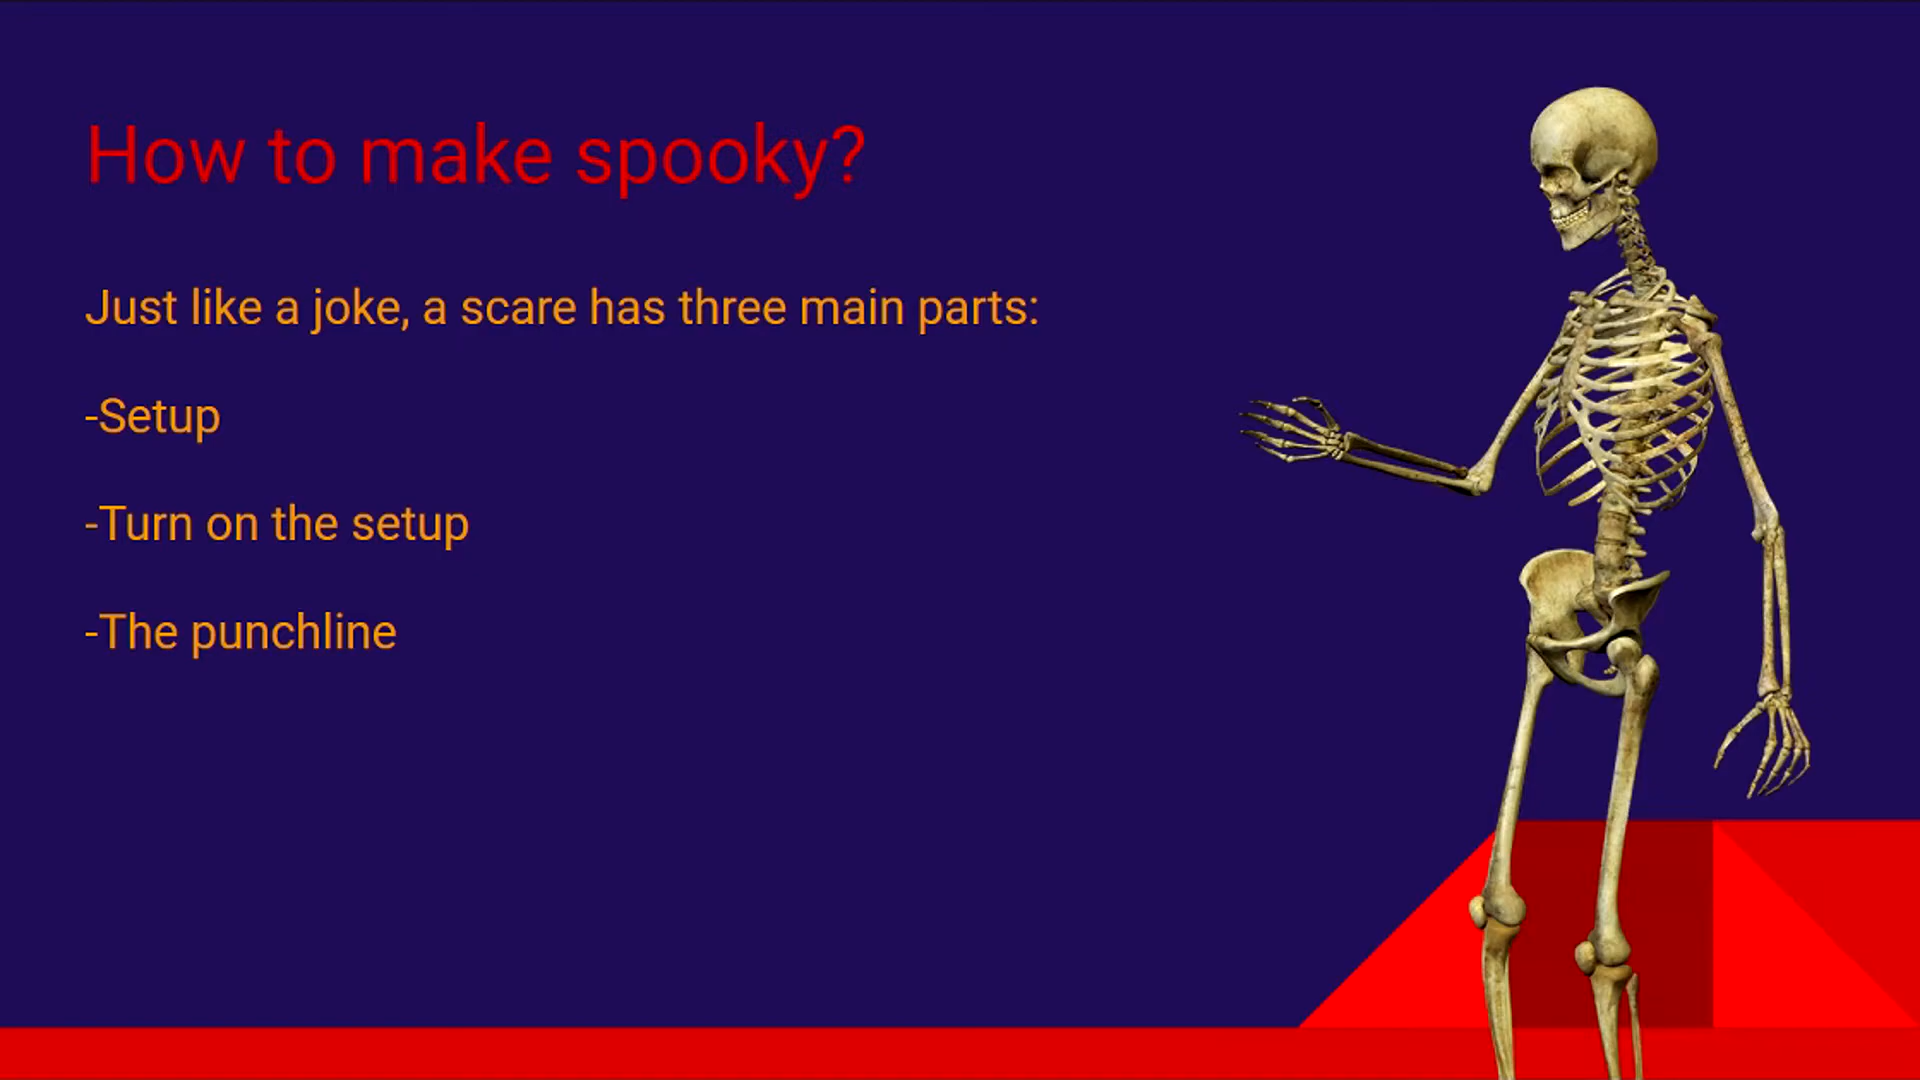 How to make spooky?
Just like a joke, a scare has three main parts:
-Setup
-Turn on the setup
-The punchline